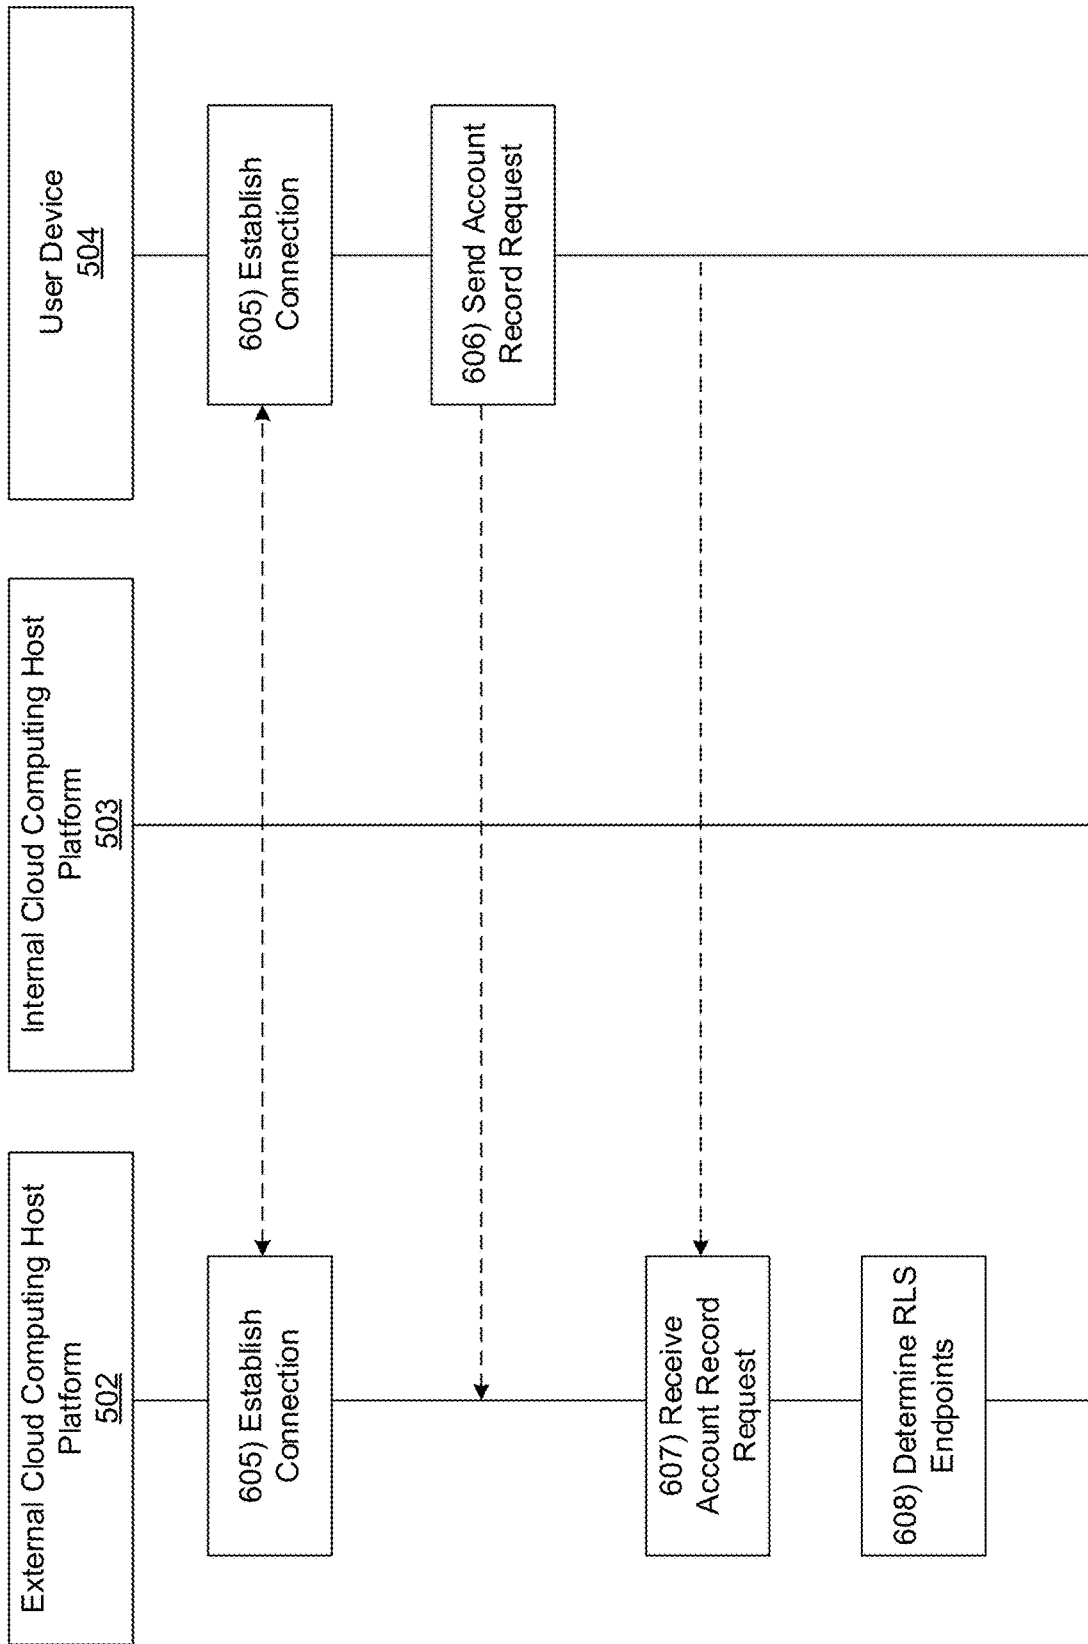 External Cloud Computing Host
Platform
502
Internal Cloud Computing Host
Platform
503
User Device
504
605) Establish
Connection
605) Establish
Connection
606) Send Account
Record Request
607) Receive
Account Record
Request
608) Determine RLS
Endpoints